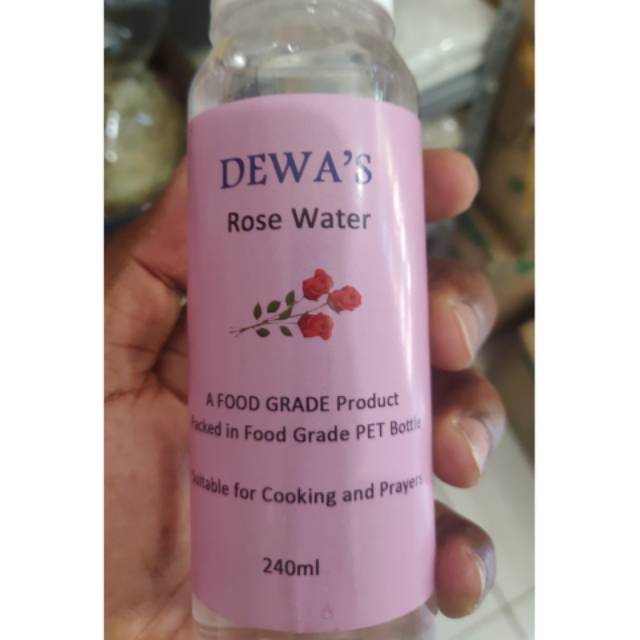 DEWA'S
Rose Water
A FOOD GRADE Product
Packed in Food Grade PET Bottle
Suitable for Cooking and Prayers
240ml